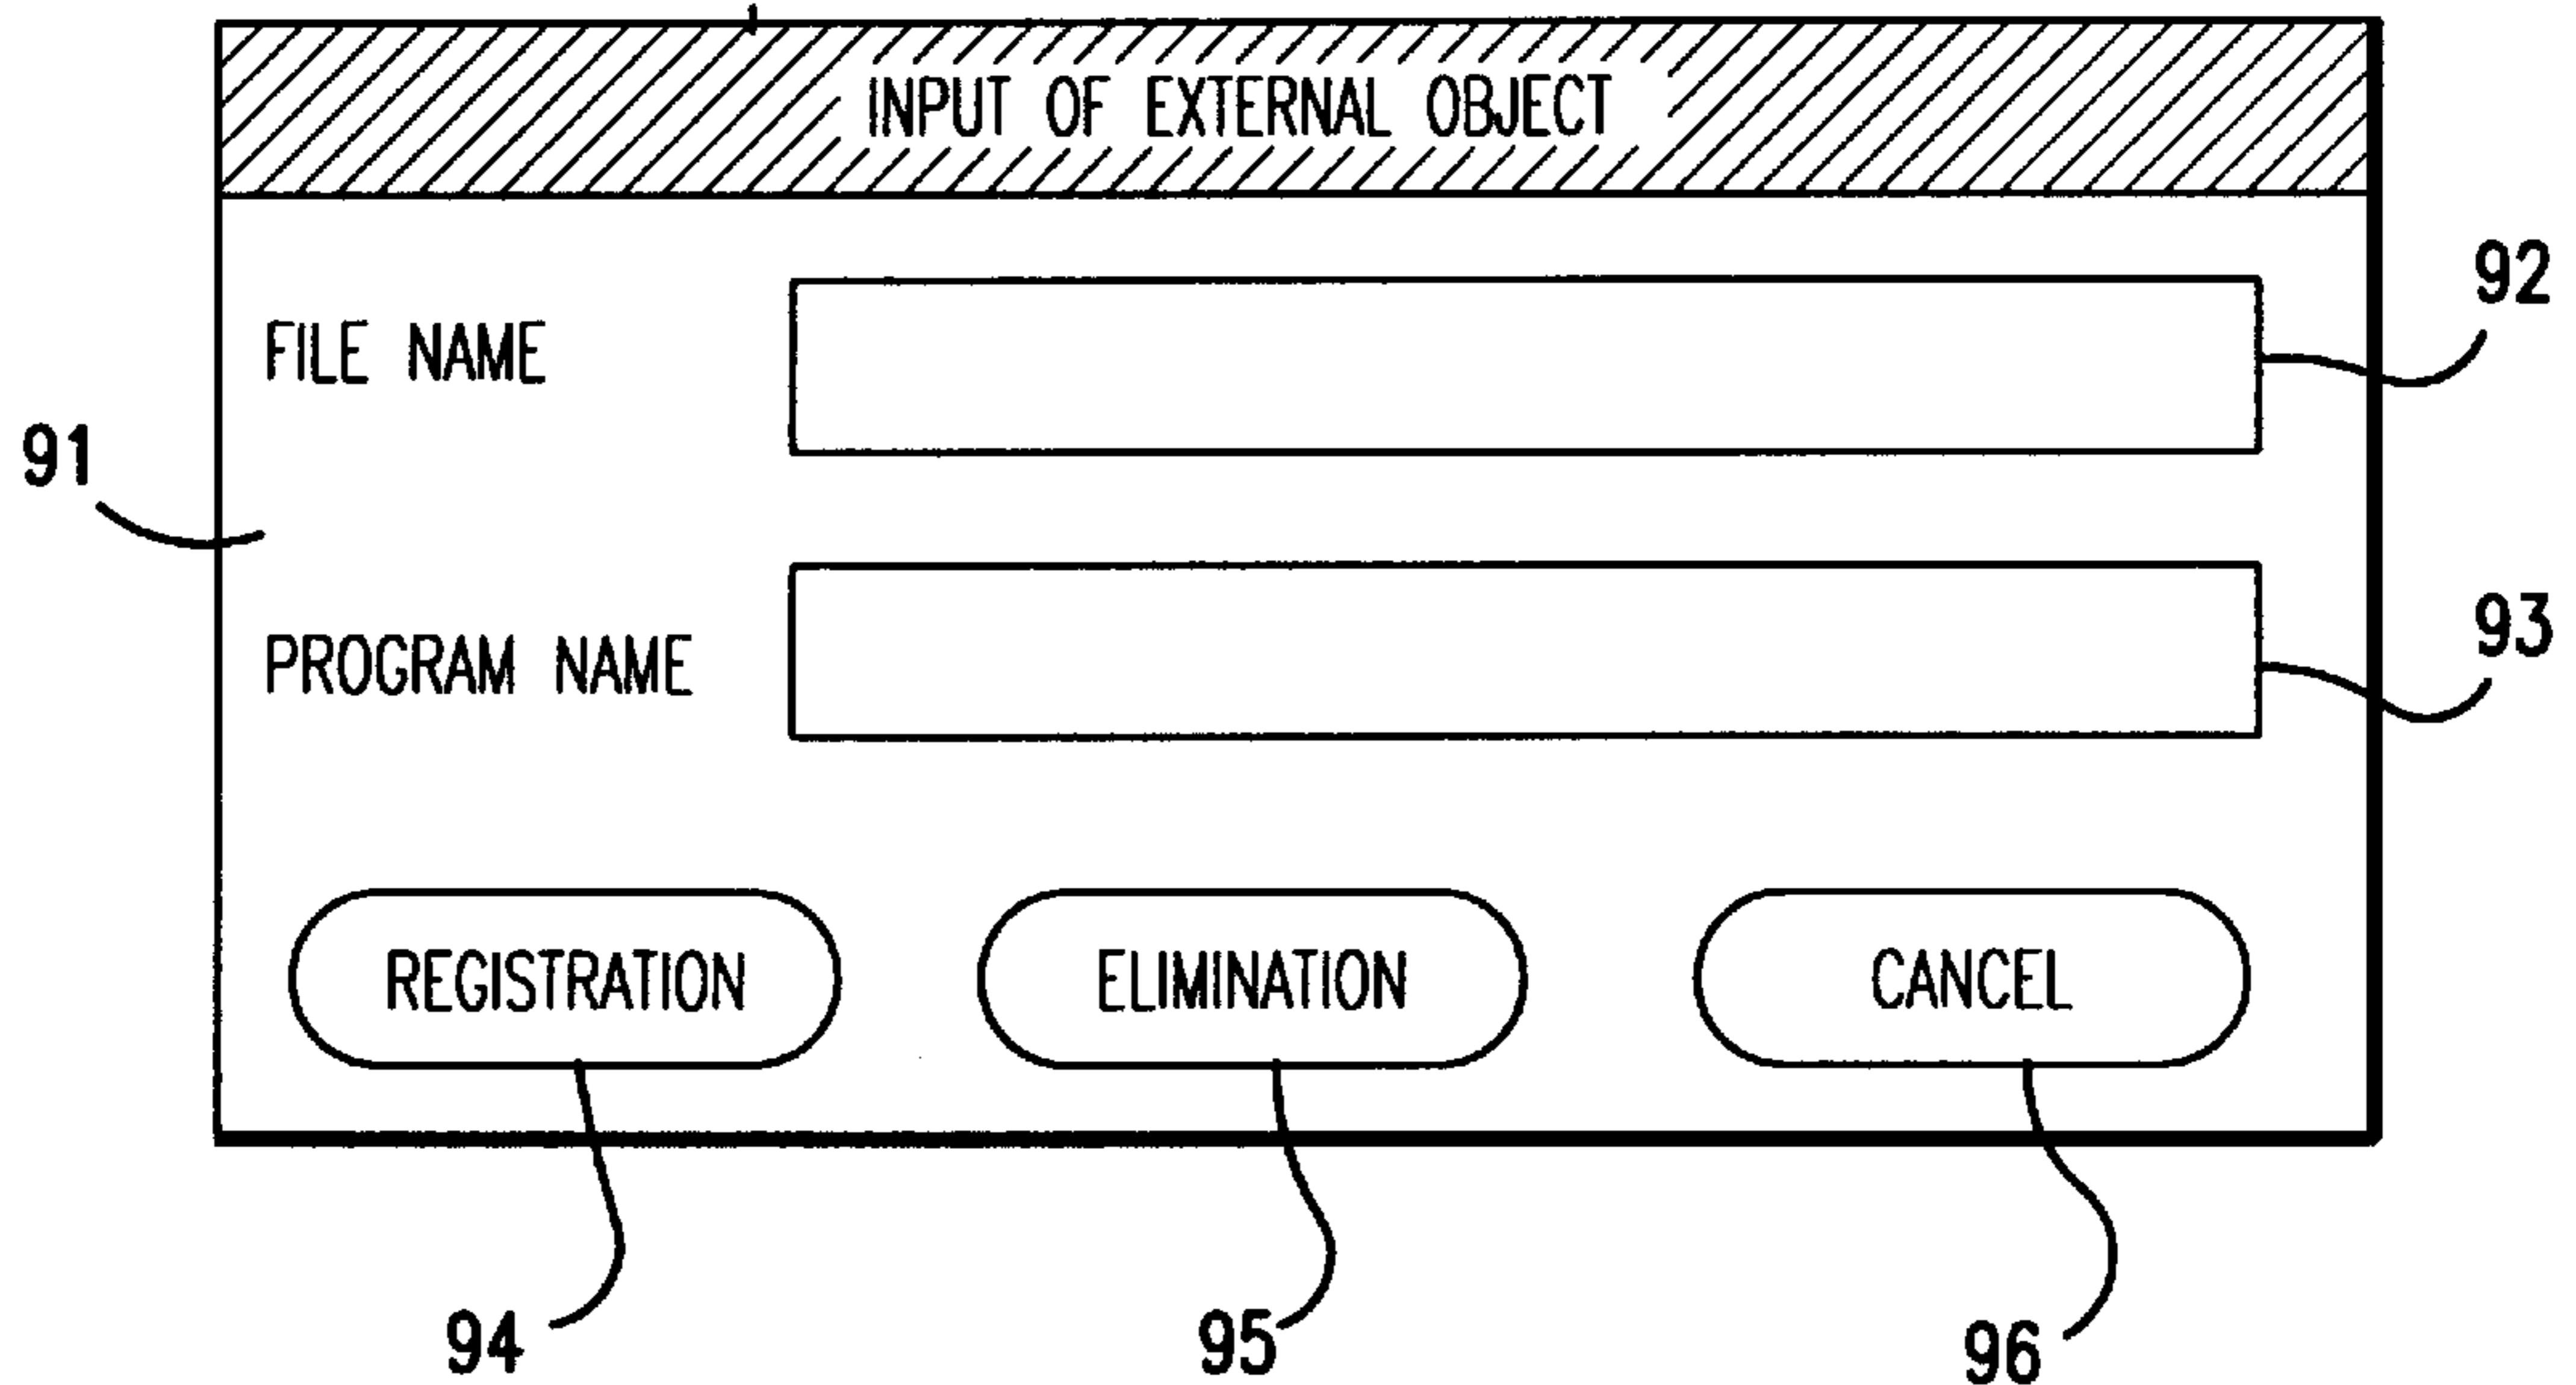 INPUT OF EXTERNAL OBJECT
92
FILE NAME
91
93
PROGRAM NAME
REGISTRATION ELIMINATION CANCEL
94 95 96